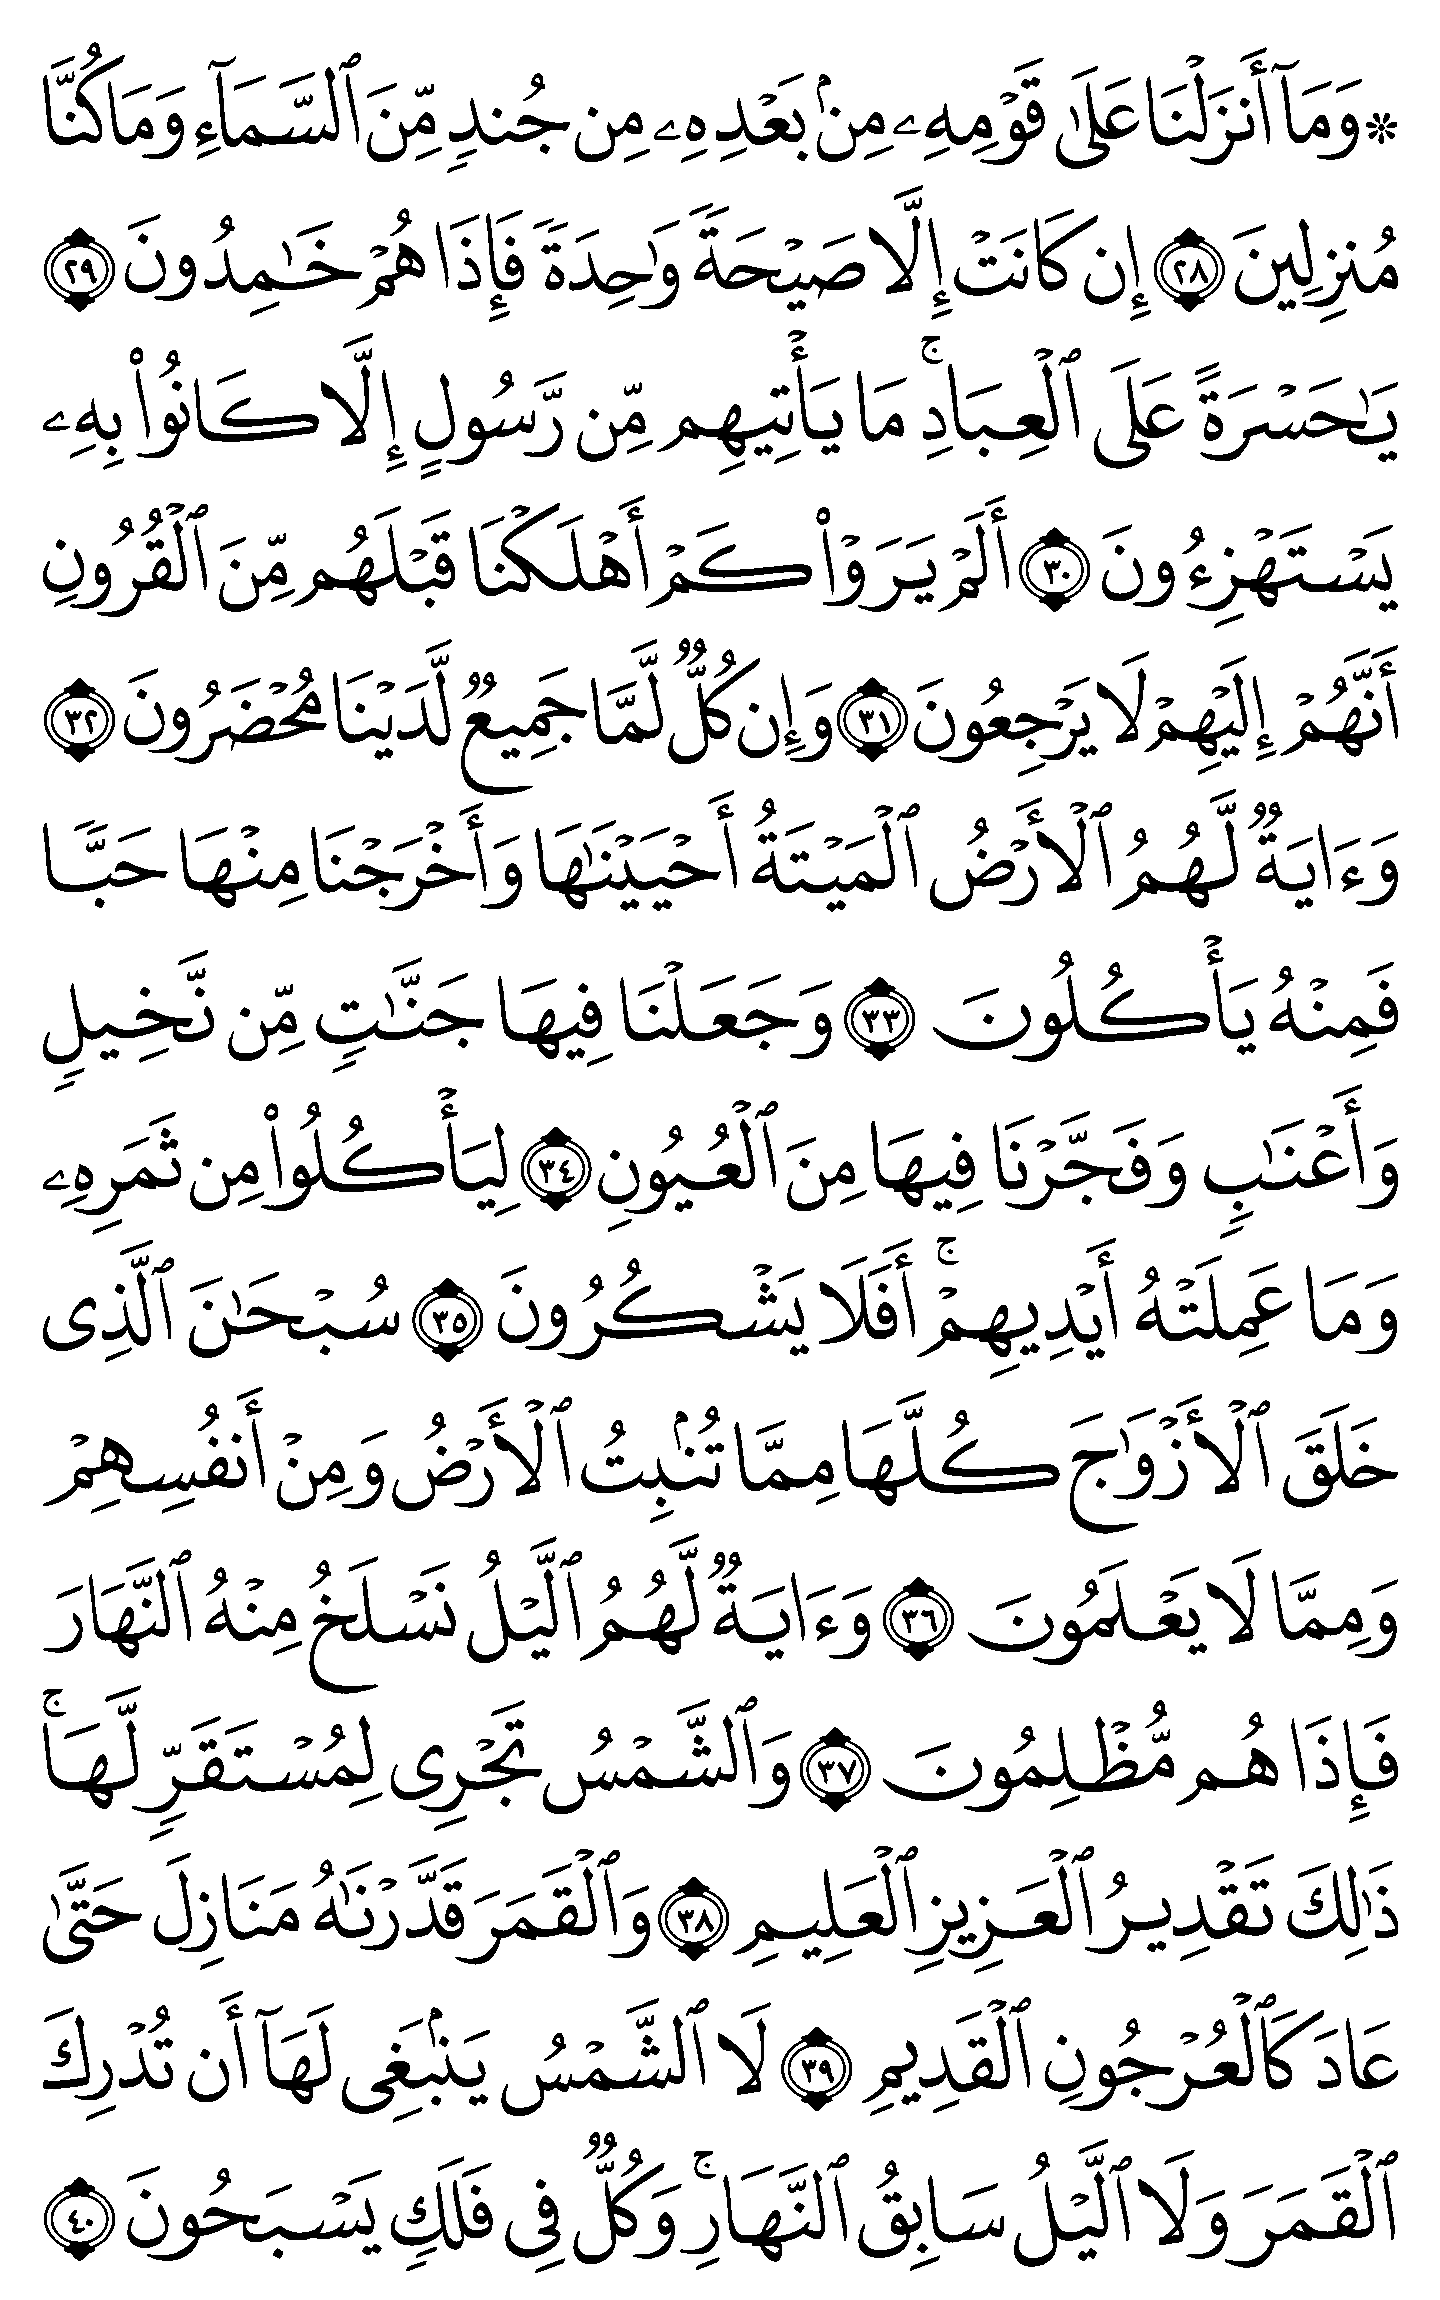 ۞ وَمَآ أَنزَلۡنَا عَلَىٰ قَوۡمِهِۦ مِنۢ بَعۡدِهِۦ مِن جُندٖ مِّنَ ٱلسَّمَآءِ وَمَا كُنَّا
مُنزِلِينَ ٢٨ إِن كَانَتۡ إِلَّا صَيۡحَةٗ وَٰحِدَةٗ فَإِذَا هُمۡ خَٰمِدُونَ ٢٩
يَٰحَسۡرَةً عَلَى ٱلۡعِبَادِۚ مَا يَأۡتِيهِم مِّن رَّسُولٍ إِلَّا كَانُواْ بِهِۦ
يَسۡتَهۡزِءُونَ ٣٠ أَلَمۡ يَرَوۡاْ كَمۡ أَهۡلَكۡنَا قَبۡلَهُم مِّنَ ٱلۡقُرُونِ
أَنَّهُمۡ إِلَيۡهِمۡ لَا يَرۡجِعُونَ ٣١ وَإِن كُلّٞ لَّمَّا جَمِيعٞ لَّدَيۡنَا مُحۡضَرُونَ ٣٢
وَءَايَةٞ لَّهُمُ ٱلۡأَرۡضُ ٱلۡمَيۡتَةُ أَحۡيَيۡنَٰهَا وَأَخۡرَجۡنَا مِنۡهَا حَبّٗا
فَمِنۡهُ يَأۡكُلُونَ ٣٣ وَجَعَلۡنَا فِيهَا جَنَّٰتٖ مِّن نَّخِيلٖ
وَأَعۡنَٰبٖ وَفَجَّرۡنَا فِيهَا مِنَ ٱلۡعُيُونِ ٣٤ لِيَأۡكُلُواْ مِن ثَمَرِهِۦ
وَمَا عَمِلَتۡهُ أَيۡدِيهِمۡۚ أَفَلَا يَشۡكُرُونَ ٣٥ سُبۡحَٰنَ ٱلَّذِي
خَلَقَ ٱلۡأَزۡوَٰجَ كُلَّهَا مِمَّا تُنۢبِتُ ٱلۡأَرۡضُ وَمِنۡ أَنفُسِهِمۡ
وَمِمَّا لَا يَعۡلَمُونَ ٣٦ وَءَايَةٞ لَّهُمُ ٱلَّيۡلُ نَسۡلَخُ مِنۡهُ ٱلنَّهَارَ
فَإِذَا هُم مُّظۡلِمُونَ ٣٧ وَٱلشَّمۡسُ تَجۡرِي لِمُسۡتَقَرّٖ لَّهَاۚ
ذَٰلِكَ تَقۡدِيرُ ٱلۡعَزِيزِ ٱلۡعَلِيمِ ٣٨ وَٱلۡقَمَرَ قَدَّرۡنَٰهُ مَنَازِلَ حَتَّىٰ
عَادَ كَٱلۡعُرۡجُونِ ٱلۡقَدِيمِ ٣٩ لَا ٱلشَّمۡسُ يَنۢبَغِي لَهَآ أَن تُدۡرِكَ
ٱلۡقَمَرَ وَلَا ٱلَّيۡلُ سَابِقُ ٱلنَّهَارِۚ وَكُلّٞ فِي فَلَكٖ يَسۡبَحُونَ ٤٠